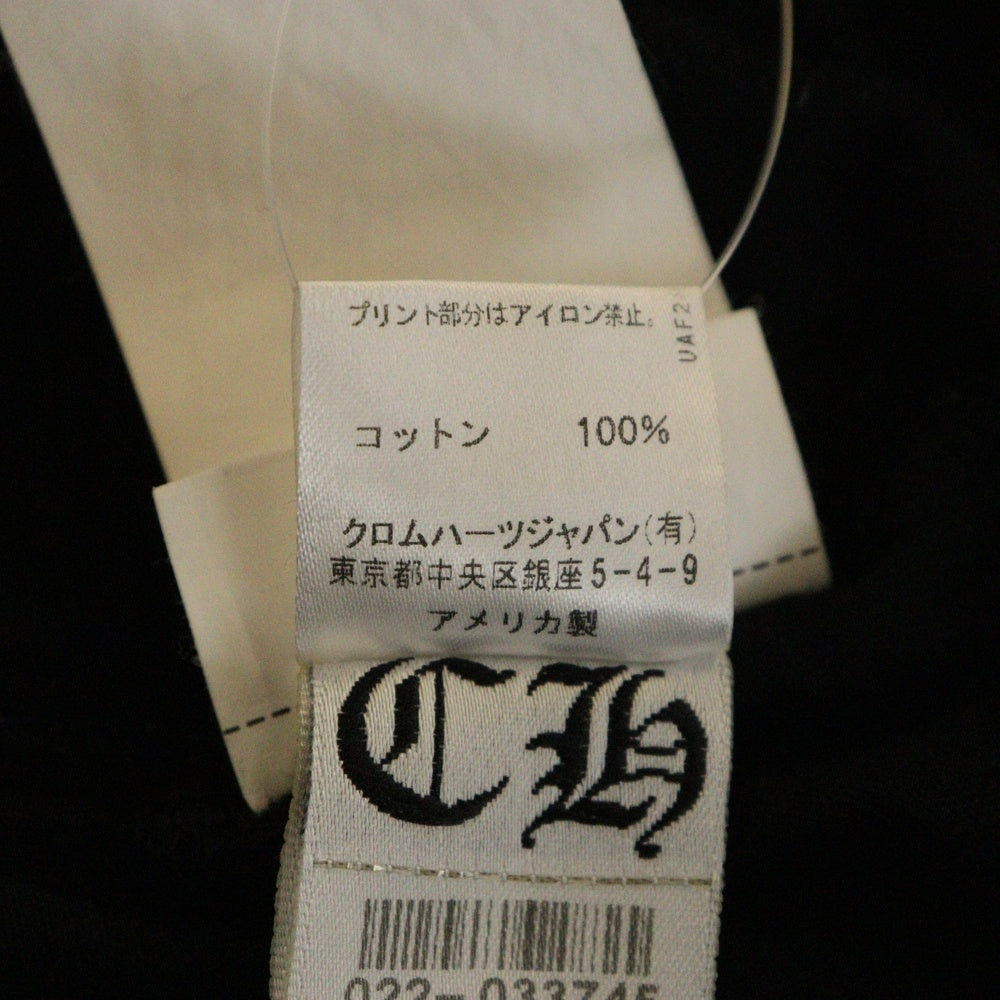 プリント部分はアイロン禁止。
UAF2
コットン 100%
クロムハーツジャパン(有)
東京都中央区銀座5-4-9
アメリカ製
CH
022-033745